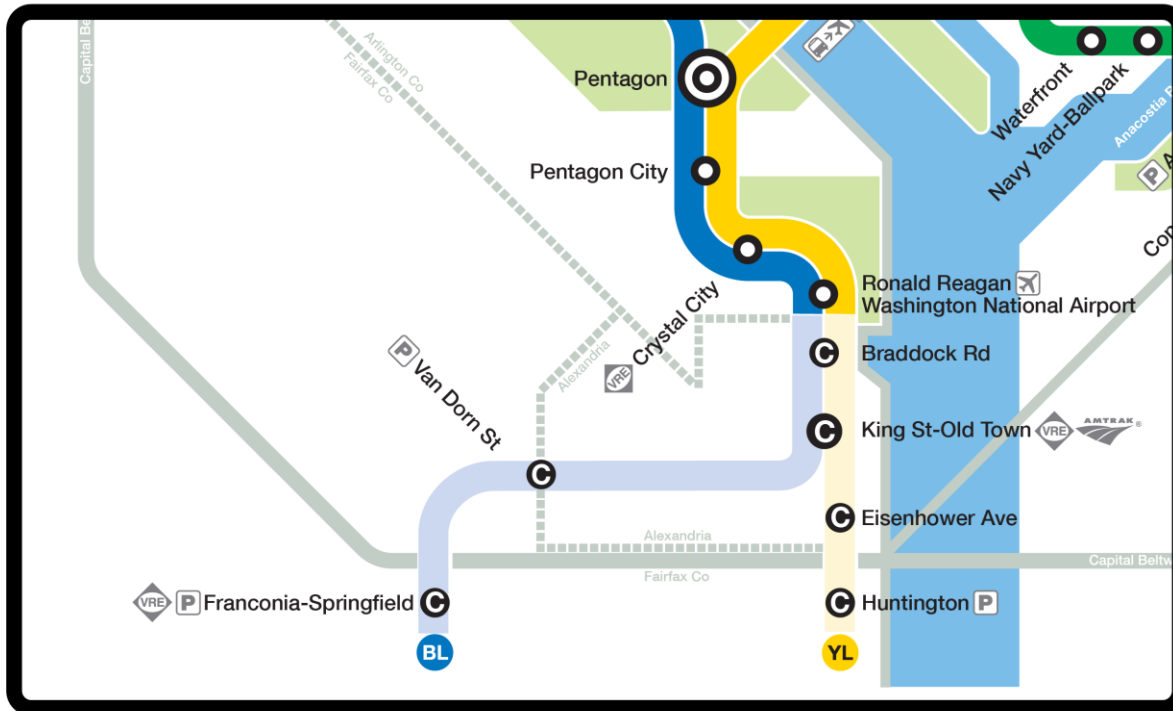 Capital Be
Arlington Co
Fairfax Co
Pentagon
Waterfront
Navy Yard-Ballpark
Anacostia R
P A
Pentagon City
Cop
Ronald Reagan
Washington National Airport
VRE Crystal City
Alexandria
P Van Dorn St
C
C Braddock Rd
C King St-Old Town VRE AMTRAK®
C Eisenhower Ave
Alexandria
Fairfax Co
Capital Beltw
VRE P Franconia-Springfield C
C Huntington P
BL
YL